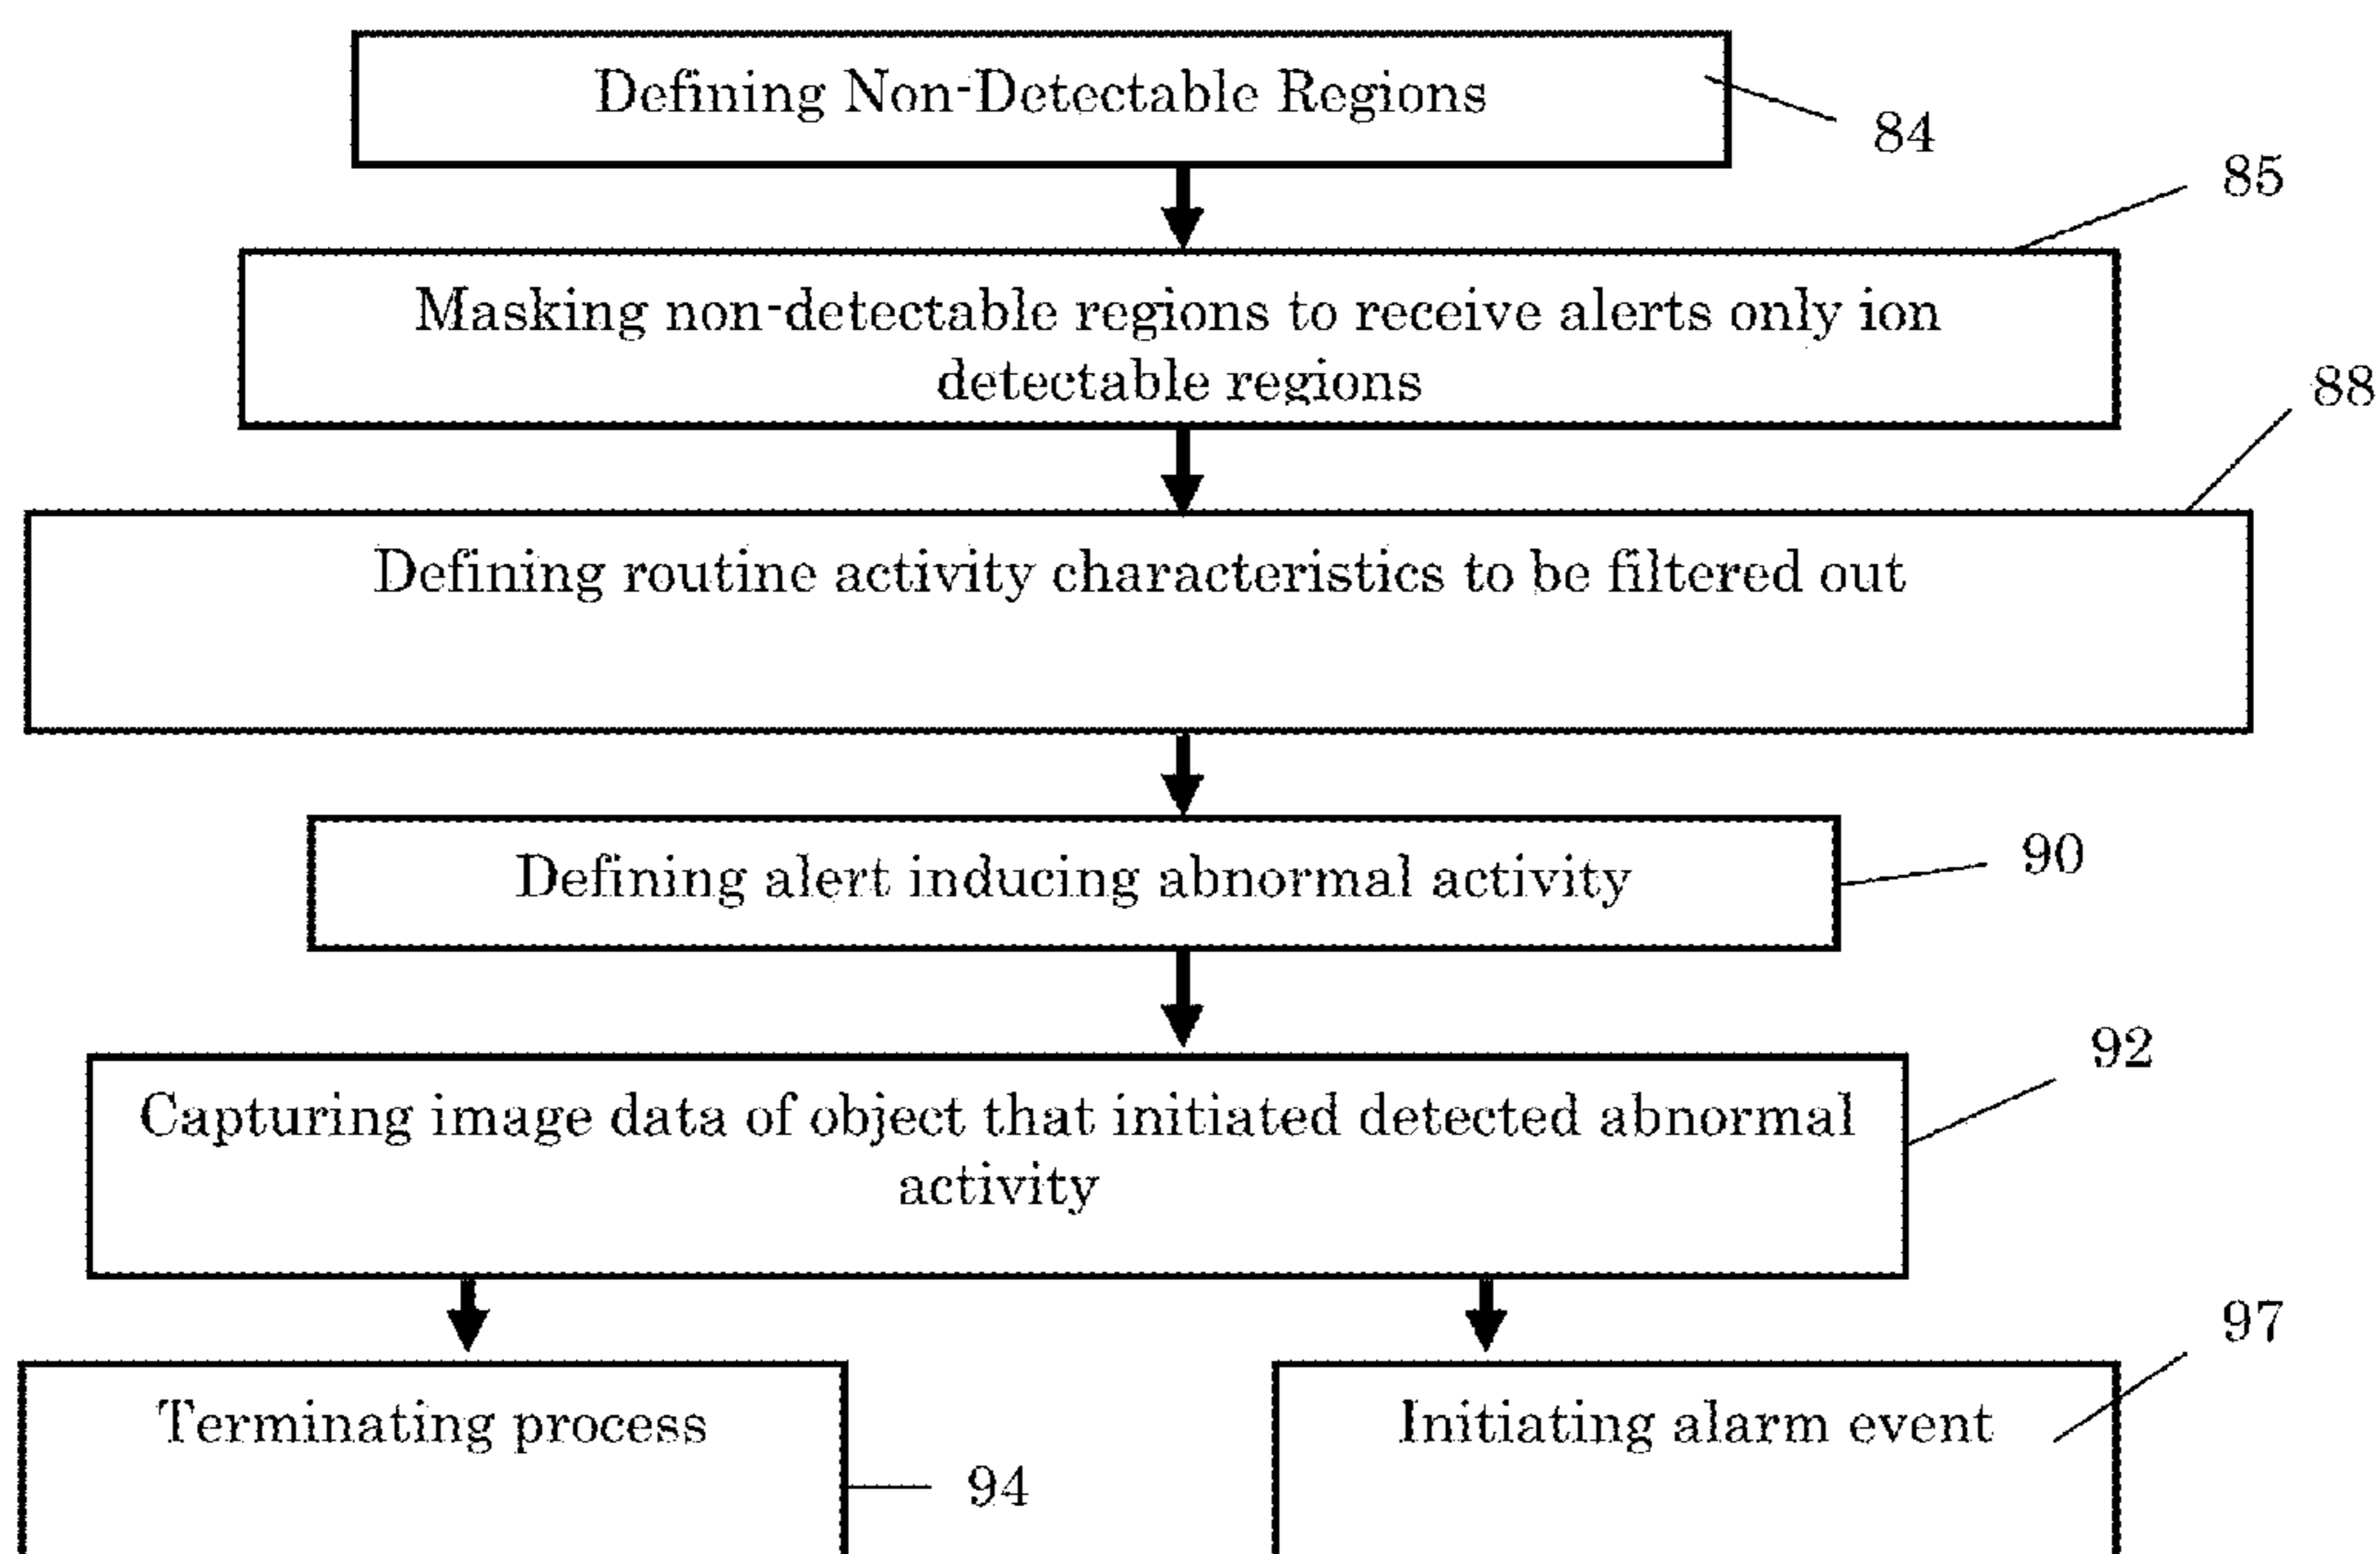 Defining Non-Detectable Regions
84
85
Masking non-detectable regions to receive alerts only ion
detectable regions
88
Defining routine activity characteristics to be filtered out
Defining alert inducing abnormal activity
90
92
Capturing image data of object that initiated detected abnormal
activity
97
Terminating process
94
Initiating alarm event